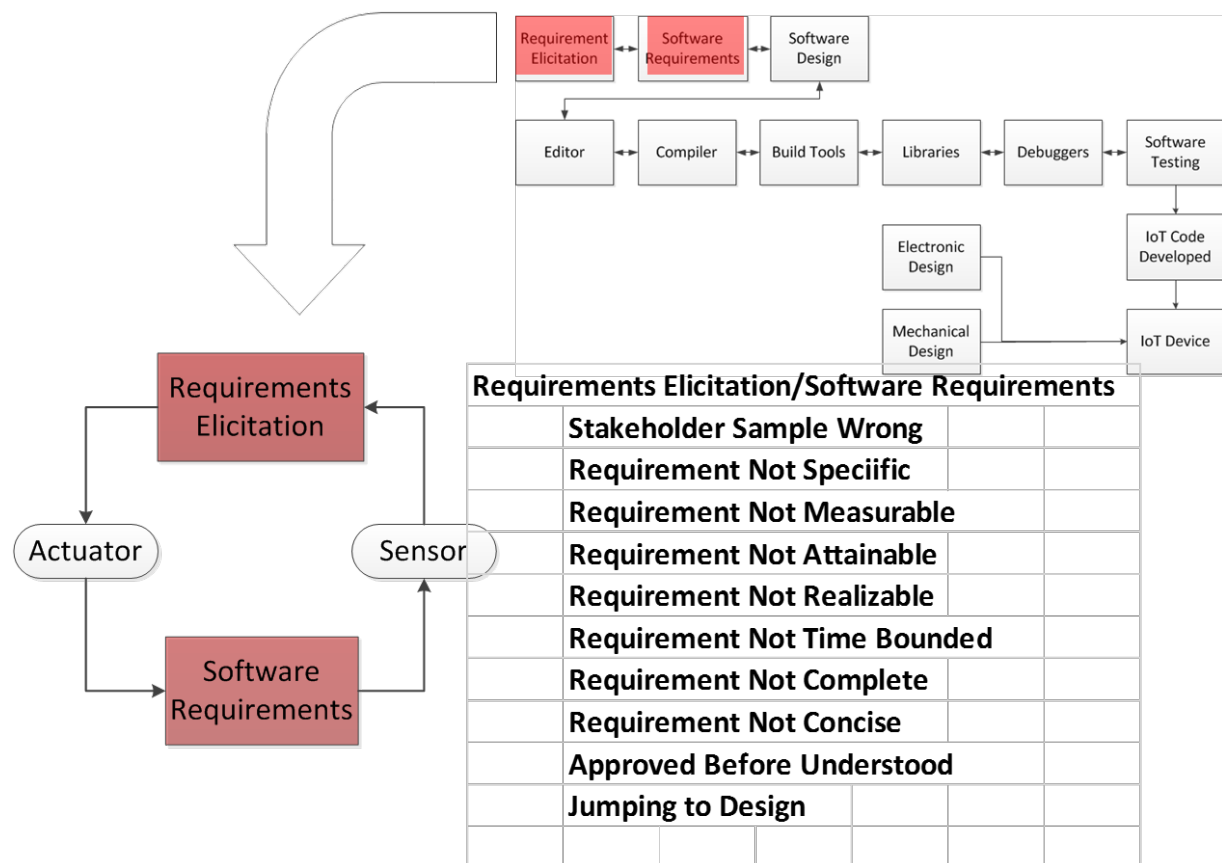 Requirement
Elicitation
Software
Requirements
Software
Design
Editor
Compiler
Build Tools
Libraries
Debuggers
Software
Testing
Electronic
Design
IoT Code
Developed
Mechanical
Design
IoT Device
Requirements
Elicitation
Actuator
Sensor
Software
Requirements
Requirements Elicitation/Software Requirements
Stakeholder Sample Wrong
Requirement Not Speciific
Requirement Not Measurable
Requirement Not Attainable
Requirement Not Realizable
Requirement Not Time Bounded
Requirement Not Complete
Requirement Not Concise
Approved Before Understood
Jumping to Design